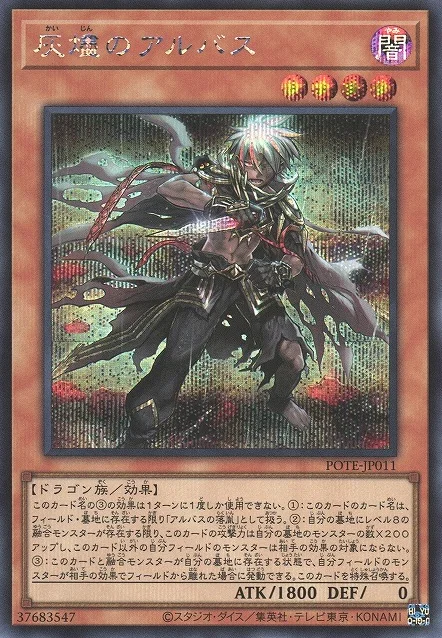 かい じん
灰燼のアルバス
やみ
闇
POTE-JP011
【ドラゴン族／効果】
このカード名の③の効果は1ターンに1度しか使用できない。①：このカードのカード名は、
フィールド・墓地に存在する限り「アルバスの落胤」として扱う。②：自分の墓地にレベル8の
融合モンスターが存在する限り、このカードの攻撃力は自分の墓地のモンスターの数×200
アップし、このカード以外の自分フィールドのモンスターは相手の効果の対象にならない。
③：このカードと融合モンスターが自分の墓地に存在する状態で、自分フィールドのモン
スターが相手の効果でフィールドから離れた場合に発動できる。このカードを特殊召喚する。
ATK/1800 DEF/ 0
37683547
©スタジオ・ダイス／集英社・テレビ東京・KONAMI